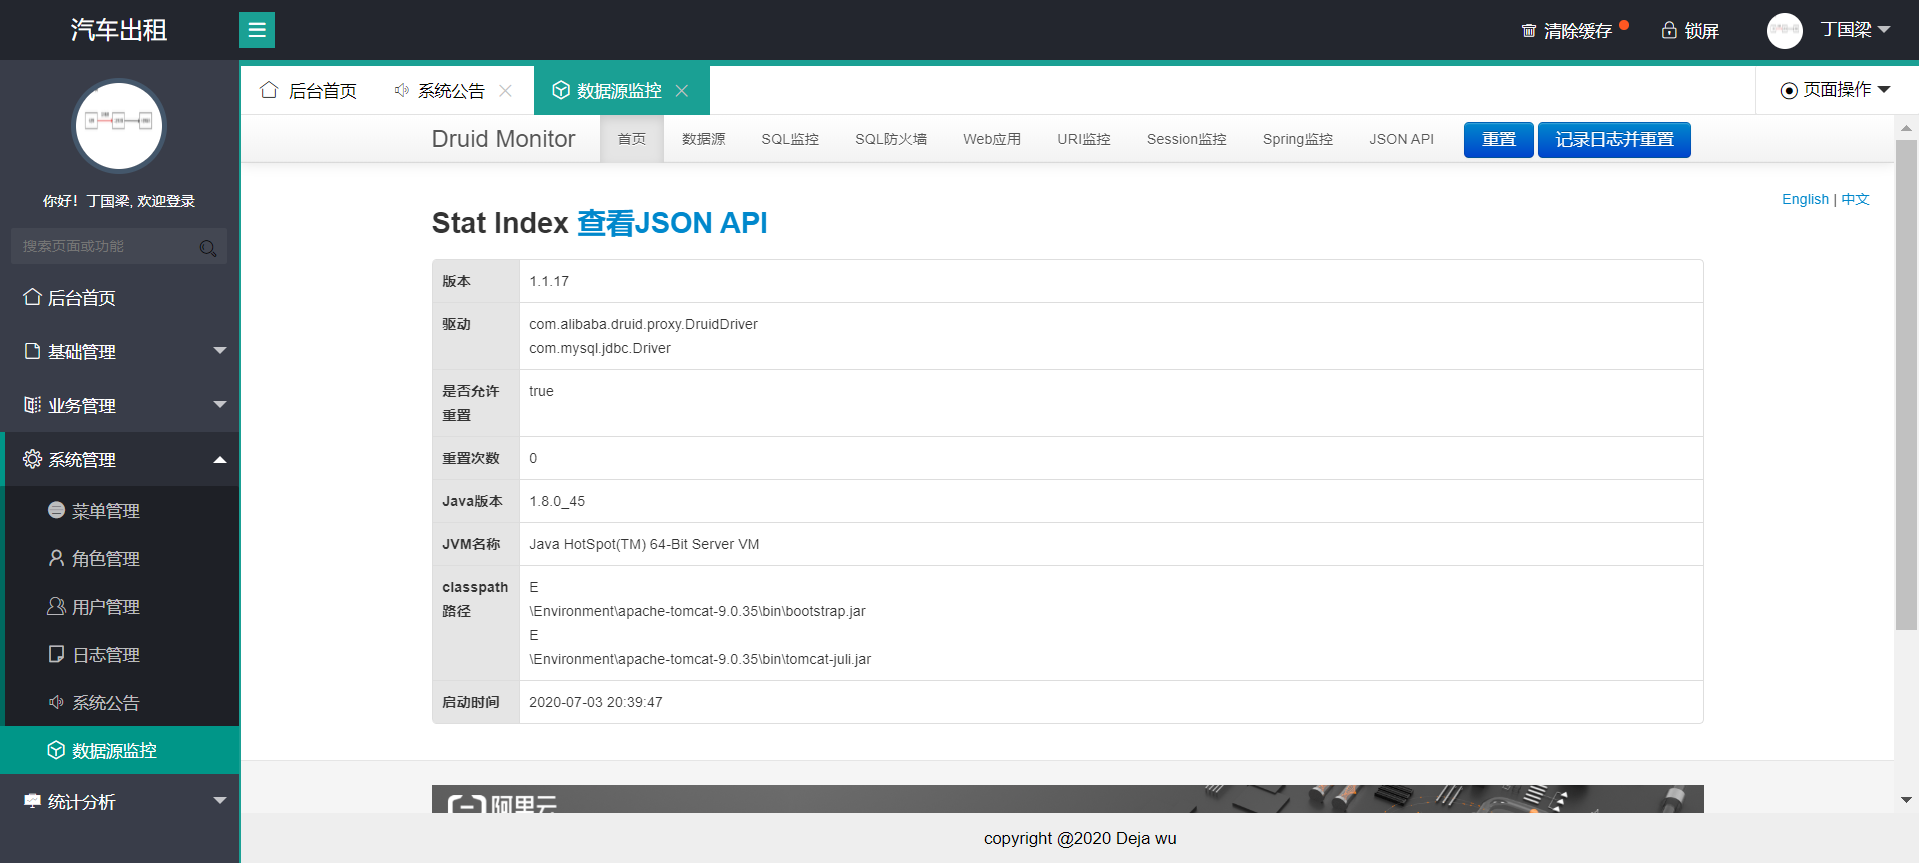 汽车出租
清除缓存
锁屏
丁国梁
你好！丁国梁, 欢迎登录
搜索页面或功能
后台首页
基础管理
业务管理
系统管理
菜单管理
角色管理
用户管理
日志管理
系统公告
数据源监控
统计分析
后台首页
系统公告
数据源监控
页面操作
Druid Monitor
首页
数据源
SQL监控
SQL防火墙
Web应用
URI监控
Session监控
Spring监控
JSON API
重置
记录日志并重置
English | 中文
Stat Index 查看JSON API
版本
1.1.17
驱动
com.alibaba.druid.proxy.DruidDriver
com.mysql.jdbc.Driver
是否允许
重置
true
重置次数
0
Java版本
1.8.0_45
JVM名称
Java HotSpot(TM) 64-Bit Server VM
classpath
路径
E
\Environment\apache-tomcat-9.0.35\bin\bootstrap.jar
E
\Environment\apache-tomcat-9.0.35\bin\tomcat-juli.jar
启动时间
2020-07-03 20:39:47
阿里云
copyright @2020 Deja wu